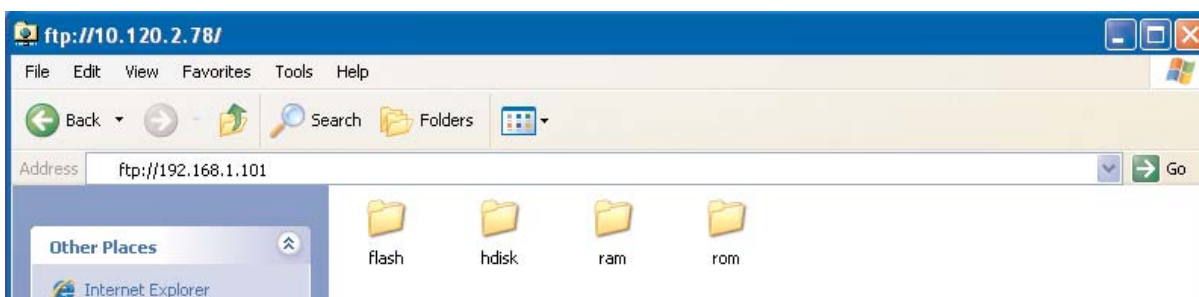 ftp://10.120.2.78/
File Edit View Favorites Tools Help
Back Search Folders
Address ftp://192.168.1.101 Go
flash hdisk ram rom
Other Places
Internet Explorer